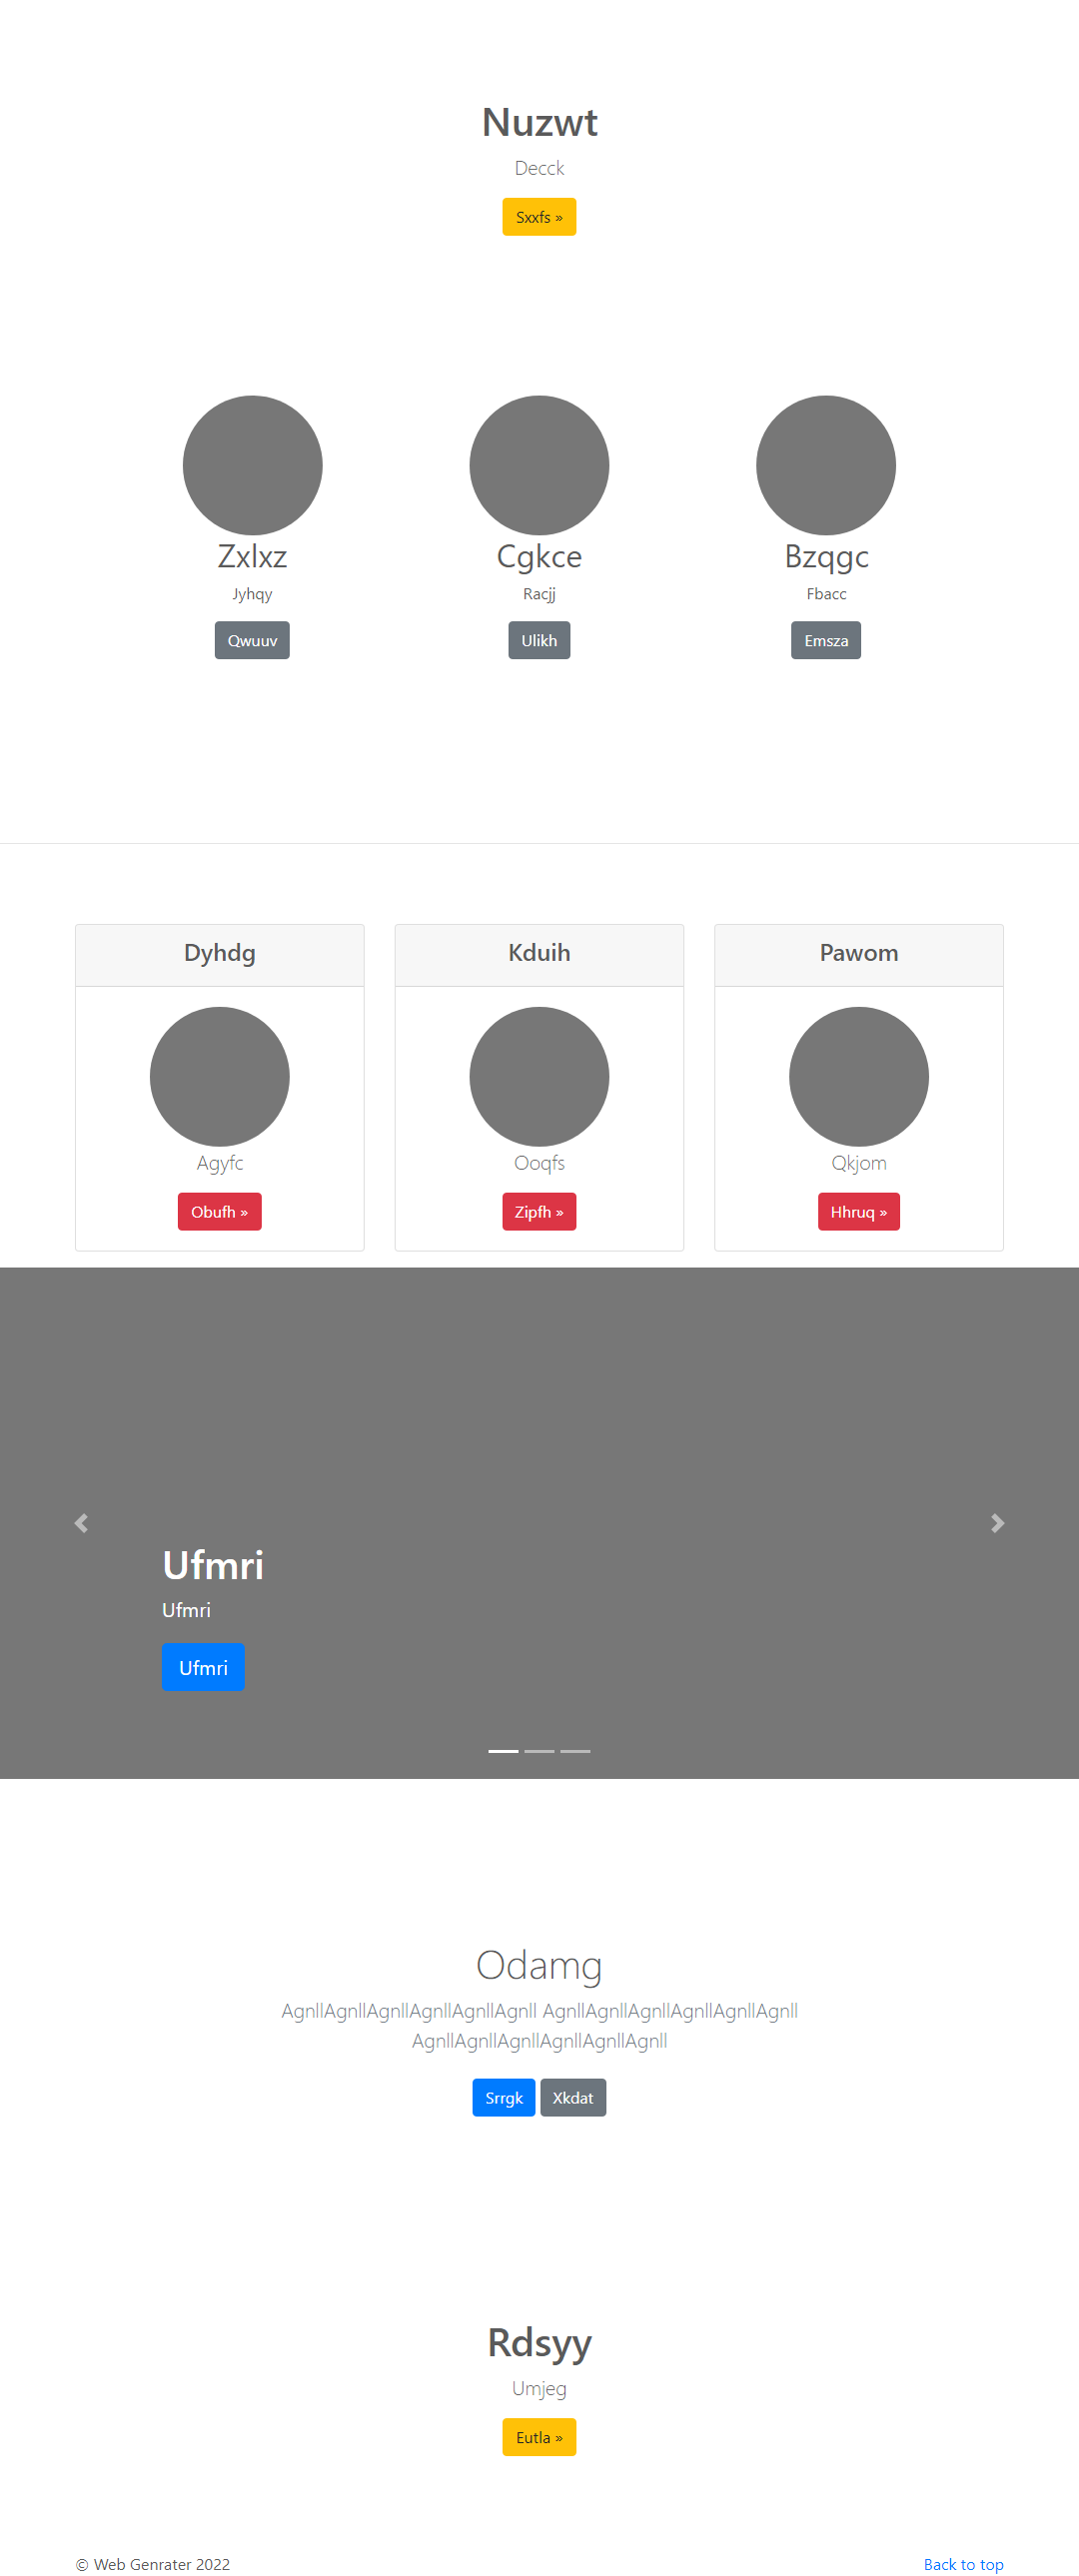 Nuzwt
Decck
Sxxfs »
Zxlxz
Jyhqy
Qwuuv
Cgkce
Racjj
Ulikh
Bzqgc
Fbacc
Emsza
Dyhdg
Agyfc
Obufh »
Kduih
Ooqfs
Zipfh »
Pawom
Qkjom
Hhruq »
Ufmri
Ufmri
Ufmri
Odamg
AgnllAgnllAgnllAgnllAgnllAgnll AgnllAgnllAgnllAgnllAgnllAgnll
AgnllAgnllAgnllAgnllAgnllAgnll
Srrgk Xkdat
Rdsyy
Umjeg
Eutla »
© Web Genrater 2022
Back to top